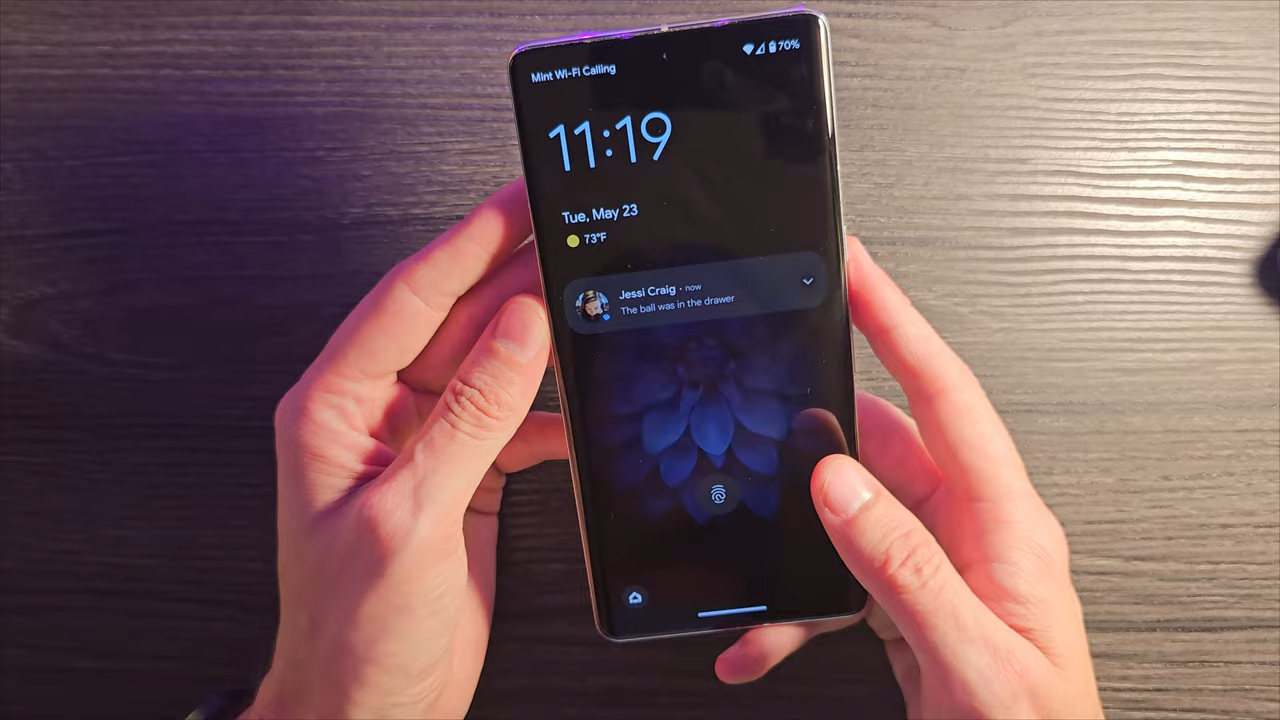 70%
Mint Wi-Fi Calling
11:19
Tue, May 23
73°F
Jessi Craig • now
The ball was in the drawer